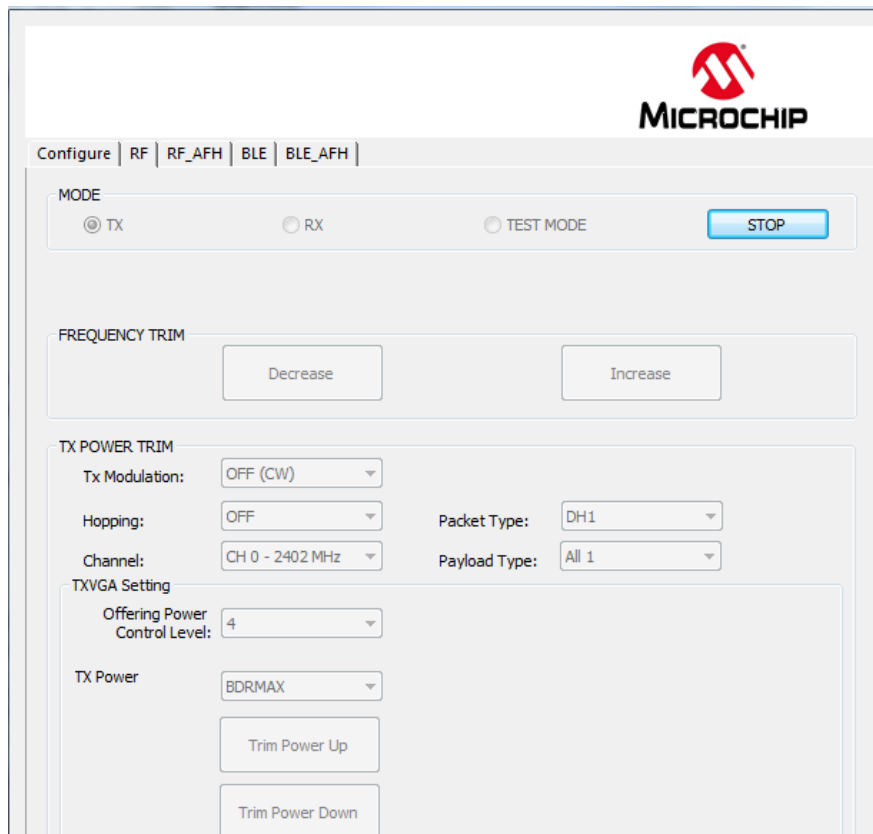 MICROCHIP
Configure RF RF_AFH BLE BLE_AFH
MODE
TX RX TEST MODE STOP
FREQUENCY TRIM
Decrease Increase
TX POWER TRIM
Tx Modulation: OFF (CW)
Hopping: OFF Packet Type: DH1
Channel: CH 0 - 2402 MHz Payload Type: All 1
TXVGA Setting
Offering Power
Control Level: 4
TX Power BDRMAX
Trim Power Up
Trim Power Down